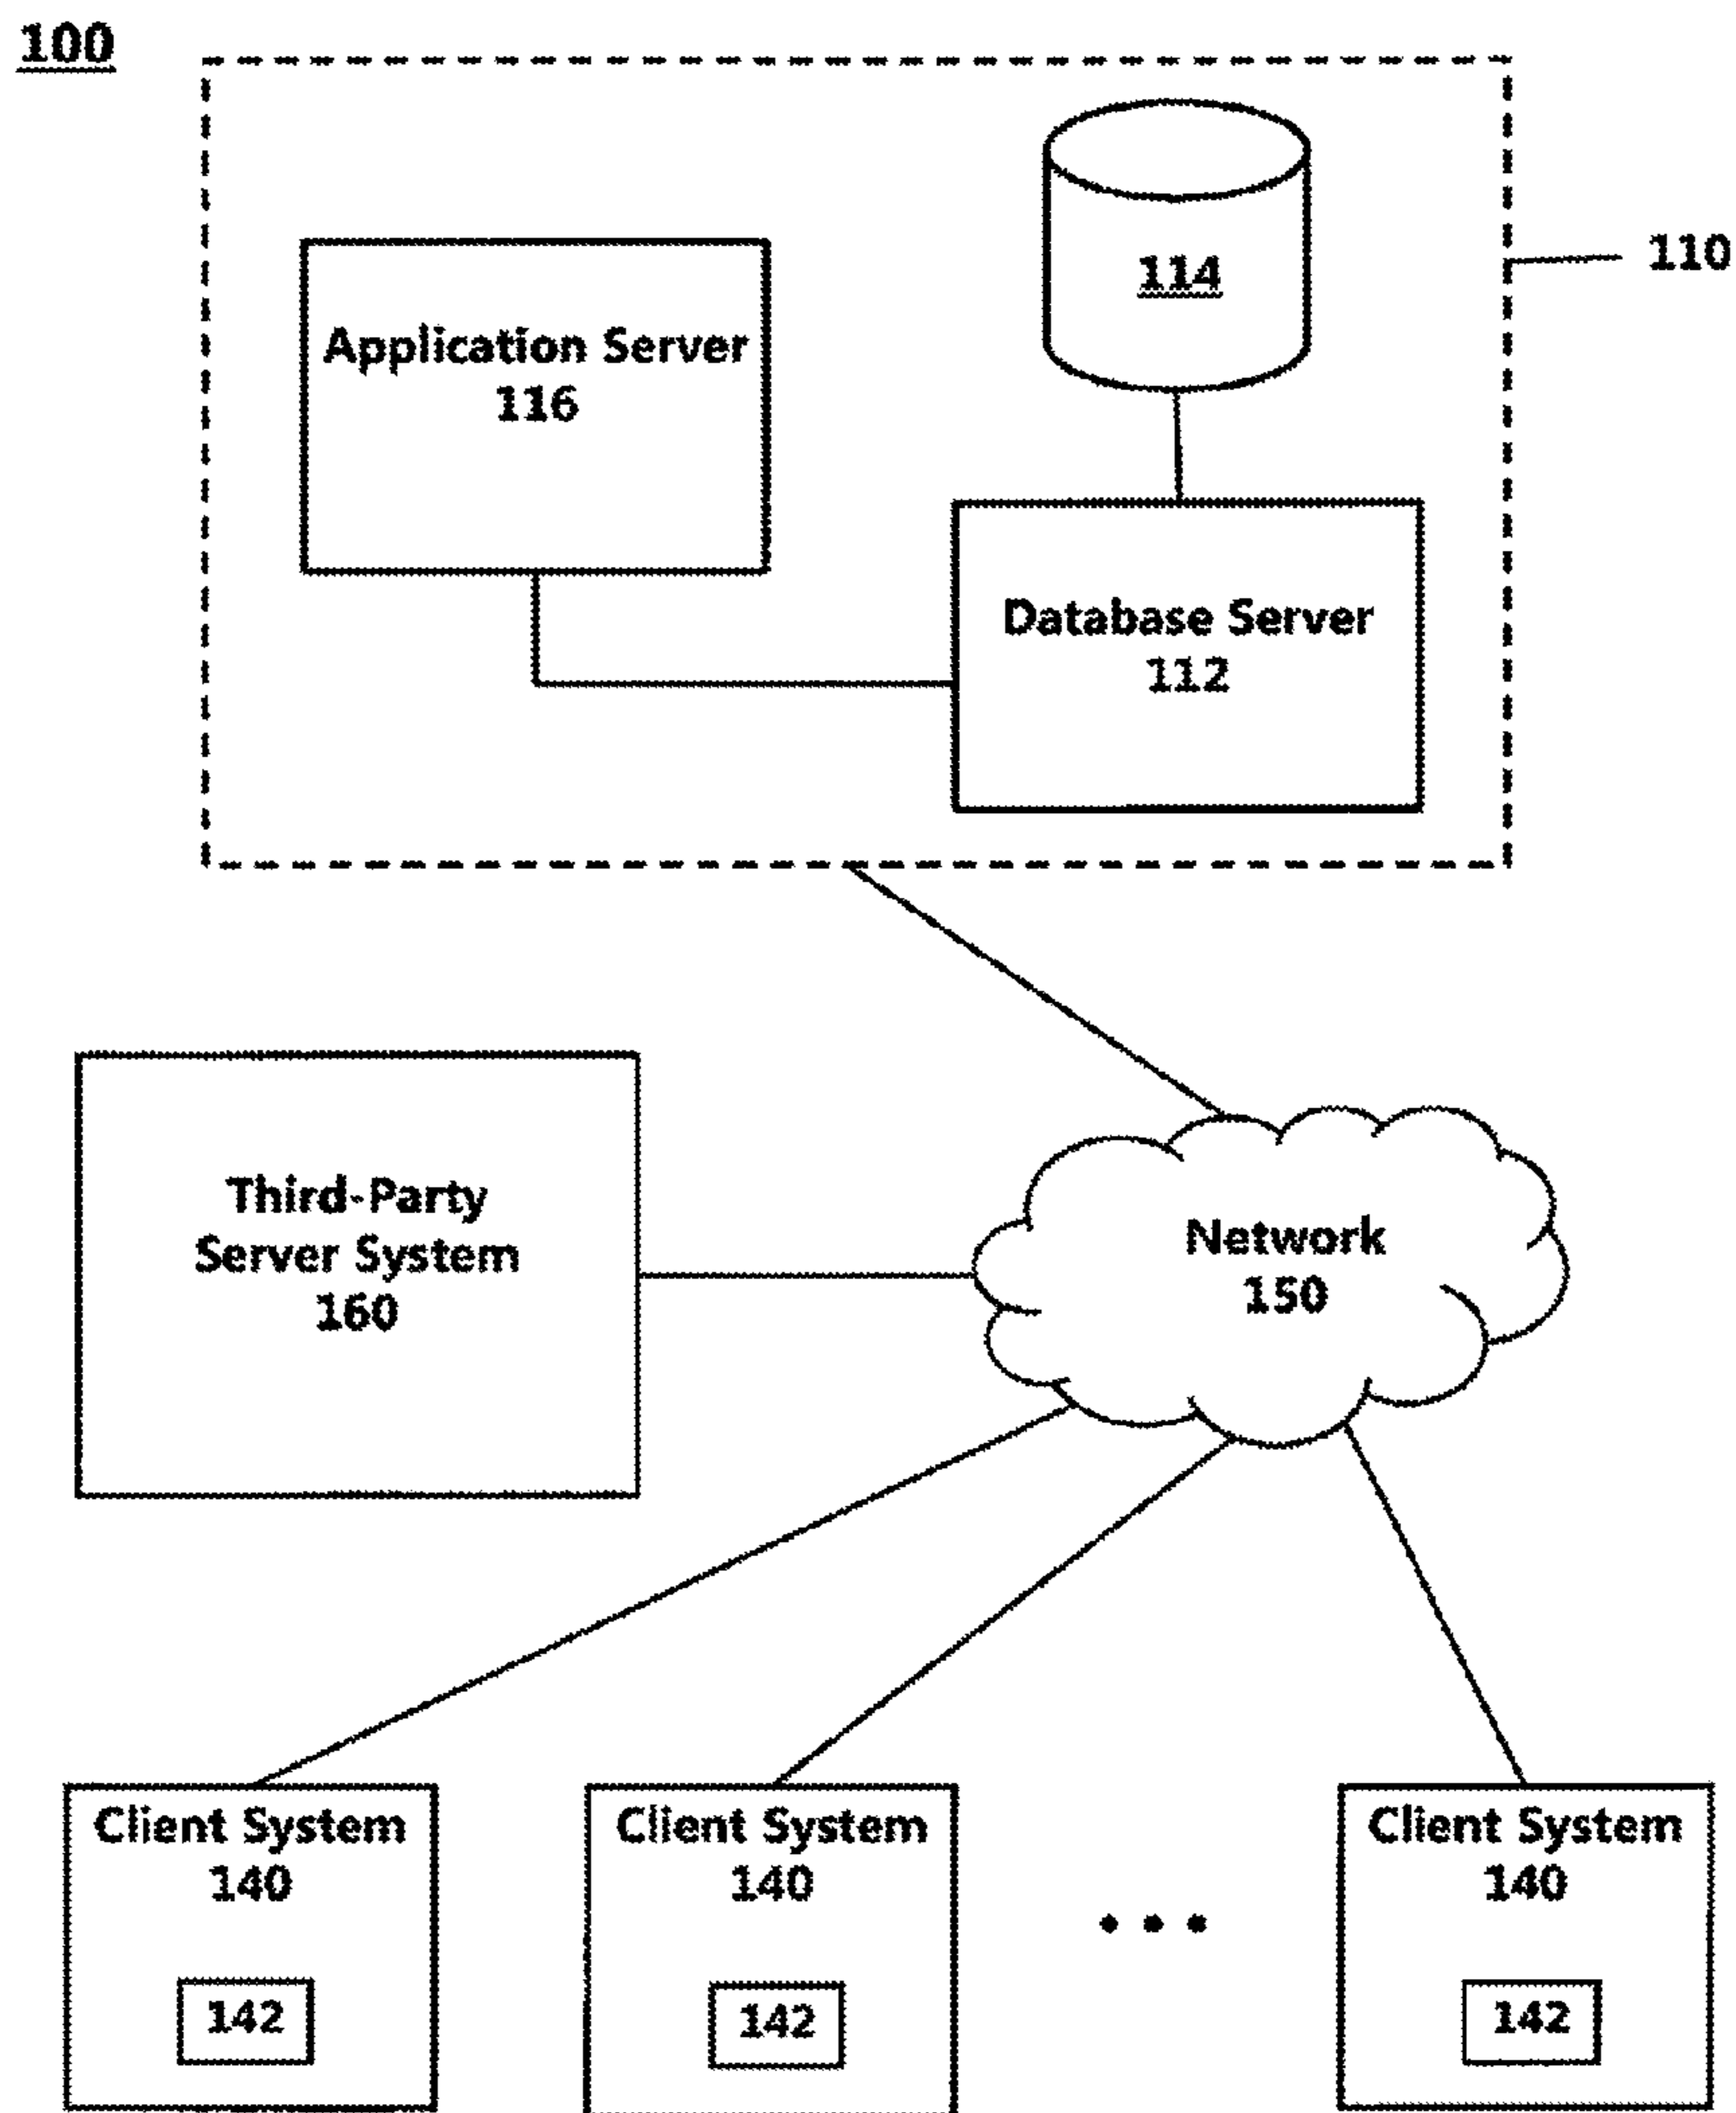 100
114
110
Application Server
116
Database Server
112
Third-Party
Server System
160
Network
150
Client System
140
142
Client System
140
142
• • •
Client System
140
142